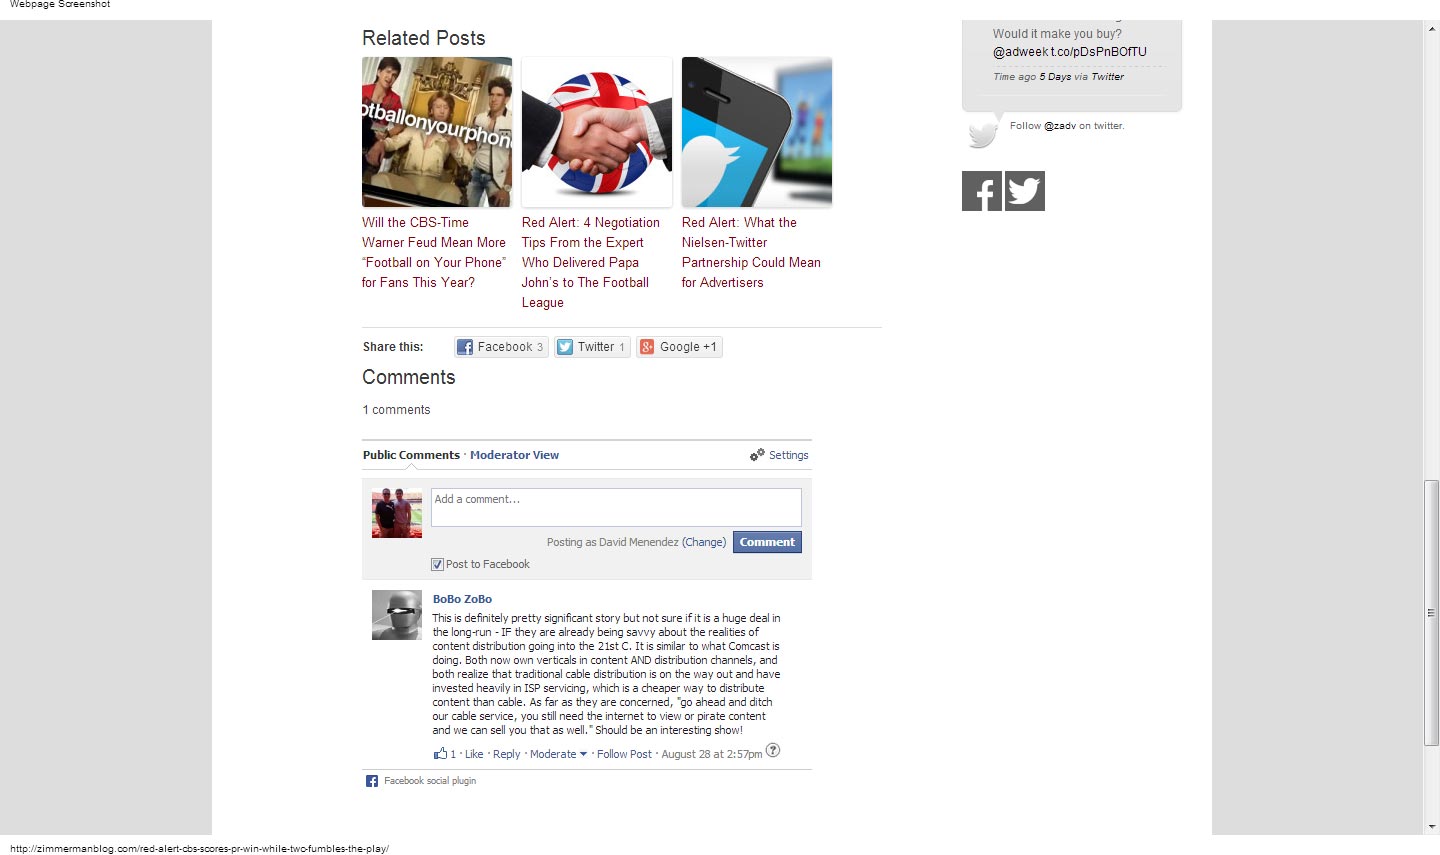 Webpage Screenshot
Related Posts
otballonyourphon
Will the CBS-Time
Warner Feud Mean More
“Football on Your Phone”
for Fans This Year?
Red Alert: 4 Negotiation
Tips From the Expert
Who Delivered Papa
John’s to The Football
League
Red Alert: What the
Nielsen-Twitter
Partnership Could Mean
for Advertisers
Share this:
Facebook 3
Twitter 1
Google +1
Comments
1 comments
Public Comments · Moderator View
Settings
Add a comment...
Posting as David Menendez (Change)
Comment
Post to Facebook
BoBo ZoBo
This is definitely pretty significant story but not sure if it is a huge deal in
the long-run - IF they are already being savvy about the realities of
content distribution going into the 21st C. It is similar to what Comcast is
doing. Both now own verticals in content AND distribution channels, and
both realize that traditional cable distribution is on the way out and have
invested heavily in ISP servicing, which is a cheaper way to distribute
content than cable. As far as they are concerned, "go ahead and ditch
our cable service, you still need the internet to view or pirate content
and we can sell you that as well." Should be an interesting show!
1 · Like · Reply · Moderate · Follow Post · August 28 at 2:57pm ?
Facebook social plugin
Would it make you buy?
@adweek t.co/pDsPnBOfTU
Time ago 5 Days via Twitter
Follow @zadv on twitter.
http://zimmermanblog.com/red-alert-cbs-scores-pr-win-while-twc-fumbles-the-play/